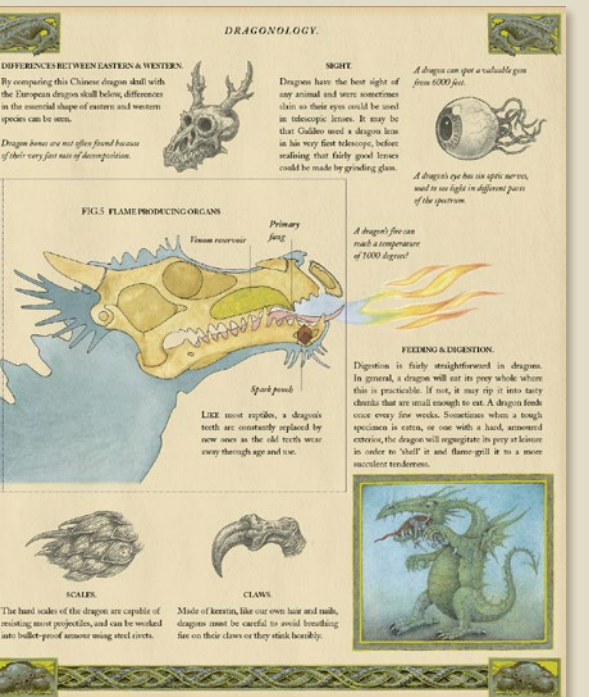 DRAGONOLOGY.
DIFFERENCES BETWEEN EASTERN & WESTERN.
By comparing this Chinese dragon skull with
the European dragon skull below, differences
in the essential shape of eastern and western
species can be seen.
Dragon bones are not often found because
of their very fast rate of decomposition.
SIGHT.
Dragons have the best sight of
any animal and were sometimes
slain so their eyes could be used
in telescopic lenses. It may be
that Galileo used a dragon lens
in his very first telescope, before
realising that fairly good lenses
could be made by grinding glass.
A dragon can spot a valuable gem
from 6000 feet.
A dragon's eye has six optic nerves,
used to see light in different parts
of the spectrum.
FIG.5 FLAME PRODUCING ORGANS
Venom reservoir
Primary
fang
Spark pouch
LIKE most reptiles, a dragon's
teeth are constantly replaced by
new ones as the old teeth wear
away through age and use.
A dragon's fire can
reach a temperature
of 1000 degrees!
FEEDING & DIGESTION.
Digestion is fairly straightforward in dragons.
In general, a dragon will eat its prey whole where
this is practicable. If not, it may rip it into tasty
chunks that are small enough to eat. A dragon feeds
once every few weeks. Sometimes when a tough
specimen is eaten, or one with a hard, armoured
exterior, the dragon will regurgitate its prey at leisure
in order to 'shell' it and flame-grill it to a more
succulent tenderness.
SCALES.
The hard scales of the dragon are capable of
resisting most projectiles, and can be worked
into bullet-proof armour using steel rivets.
CLAWS.
Made of keratin, like our own hair and nails,
dragons must be careful to avoid breathing
fire on their claws or they stink horribly.